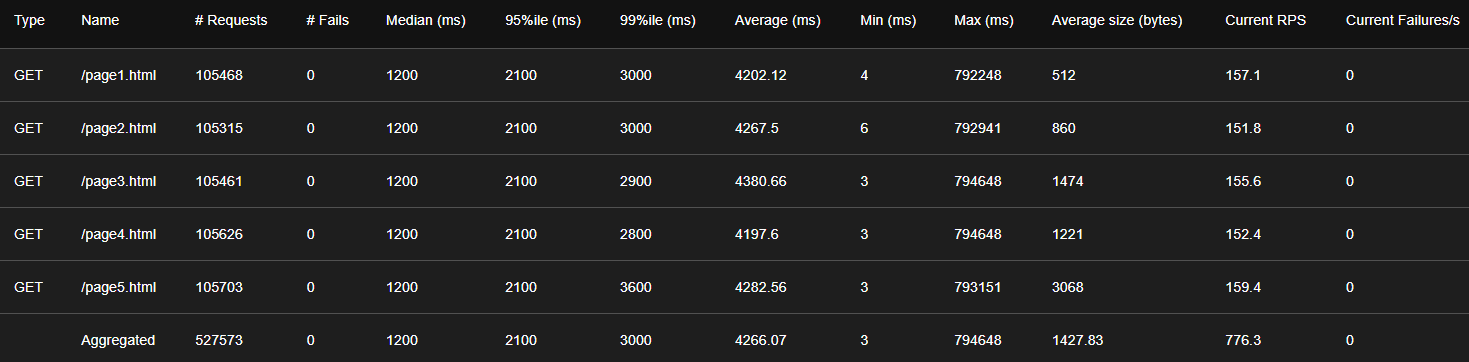 Type Name # Requests # Fails Median (ms) 95%ile (ms) 99%ile (ms) Average (ms) Min (ms) Max (ms) Average size (bytes) Current RPS Current Failures/s
GET /page1.html 105468 0 1200 2100 3000 4202.12 4 792248 512 157.1 0
GET /page2.html 105315 0 1200 2100 3000 4267.5 6 792941 860 151.8 0
GET /page3.html 105461 0 1200 2100 2900 4380.66 3 794648 1474 155.6 0
GET /page4.html 105626 0 1200 2100 2800 4197.6 3 794648 1221 152.4 0
GET /page5.html 105703 0 1200 2100 3600 4282.56 3 793151 3068 159.4 0
Aggregated 527573 0 1200 2100 3000 4266.07 3 794648 1427.83 776.3 0